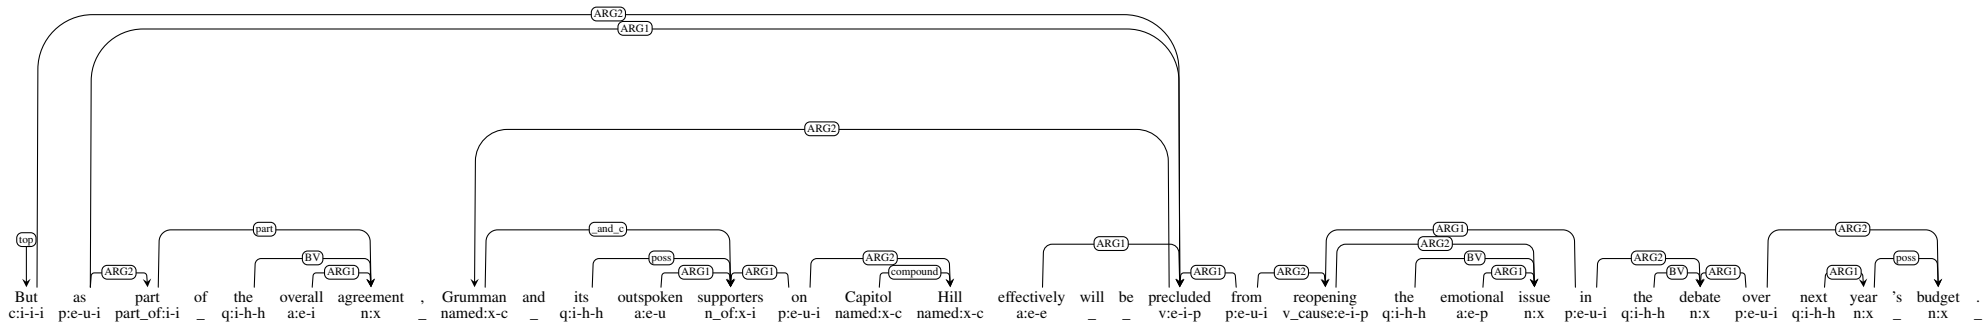 ARG2
ARG1
ARG2
top part _and_c ARG1
ARG2
ARG1 ARG2
BV poss ARG2 BV ARG2 poss
ARG2 ARG1 ARG1 ARG1 compound ARG1 ARG2 ARG1 BV ARG1 ARG1
But as part of the overall agreement , Grumman and its outspoken supporters on Capitol Hill effectively will be precluded from reopening the emotional issue in the debate over next year 's budget .
c:i-i-i p:e-u-i part_of:i-i _ q:i-h-h a:e-i n:x _ named:x-c _ q:i-h-h a:e-u n_of:x-i p:e-u-i named:x-c named:x-c a:e-e _ _ v:e-i-p p:e-u-i v_cause:e-i-p q:i-h-h a:e-p n:x p:e-u-i q:i-h-h n:x p:e-u-i q:i-h-h n:x _ n:x _